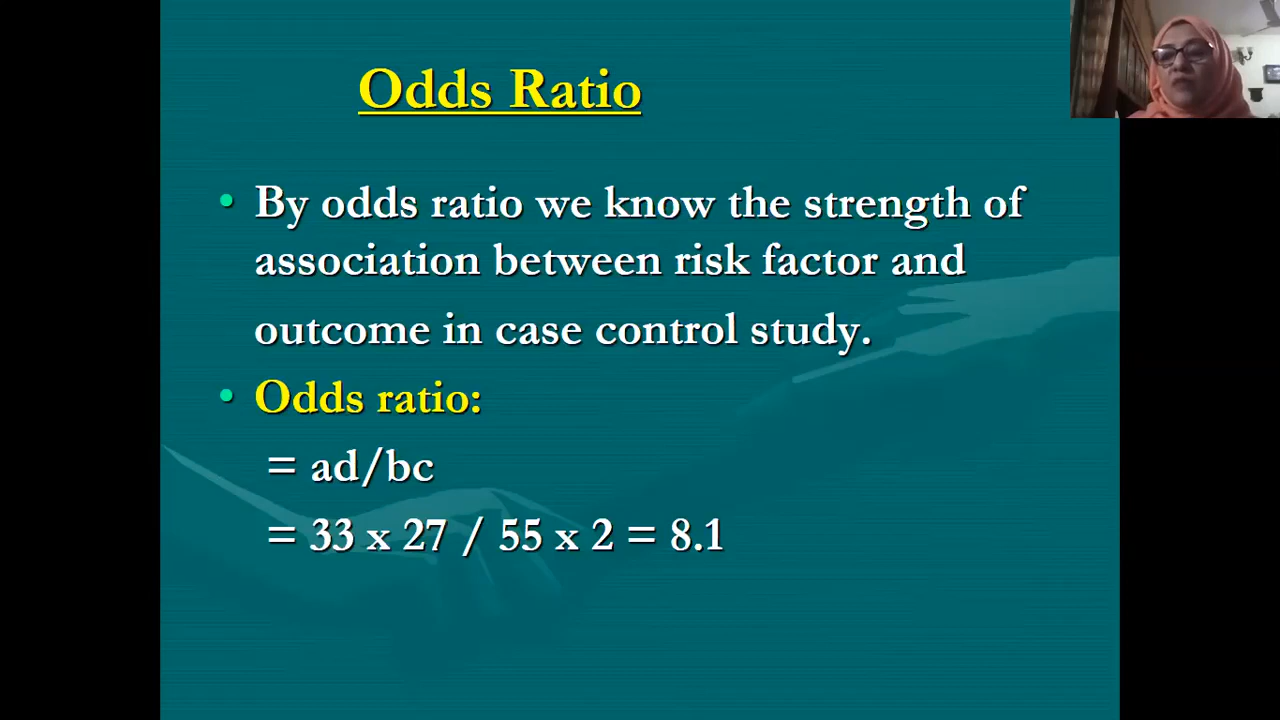 Odds Ratio
• By odds ratio we know the strength of
association between risk factor and
outcome in case control study.
• Odds ratio:
= ad/bc
= 33 x 27 / 55 x 2 = 8.1